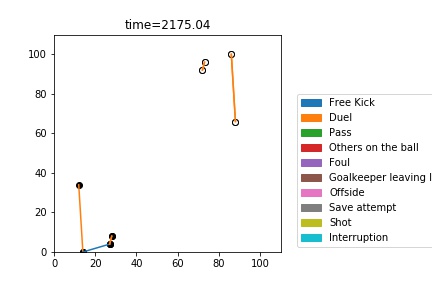 time=2175.04
100
80
60
40
20
0
0 20 40 60 80 100
Free Kick
Duel
Pass
Others on the ball
Foul
Goalkeeper leaving l
Offside
Save attempt
Shot
Interruption